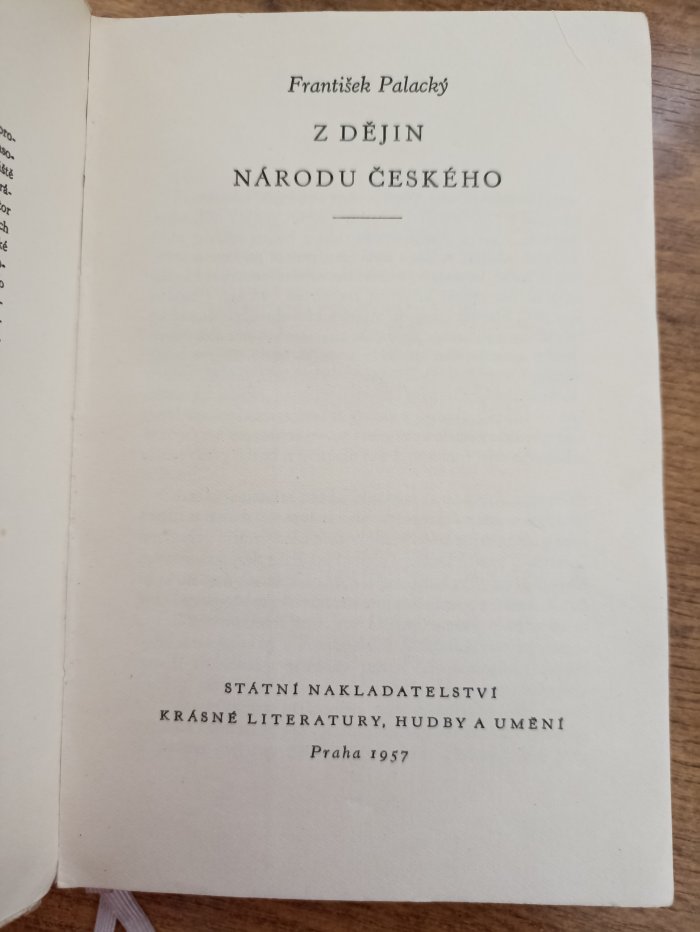 František Palacký
Z DĚJIN
NÁRODU ČESKÉHO
STÁTNÍ NAKLADATELSTVÍ
KRÁSNÉ LITERATURY, HUDBY A UMĚNÍ
Praha 1957